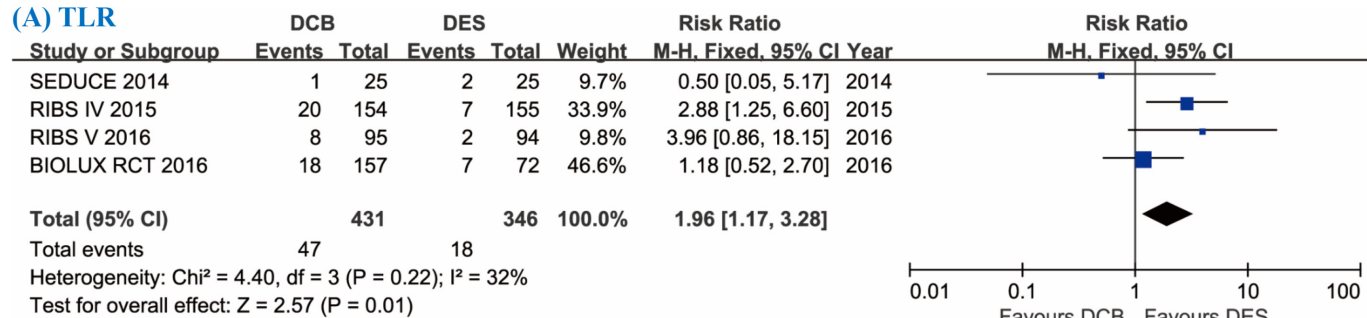 (A) TLR
DCB DES Risk Ratio Risk Ratio
Study or Subgroup Events Total Events Total Weight M-H, Fixed, 95% CI Year M-H, Fixed, 95% CI
SEDUCE 2014 1 25 2 25 9.7% 0.50 [0.05, 5.17] 2014
RIBS IV 2015 20 154 7 155 33.9% 2.88 [1.25, 6.60] 2015
RIBS V 2016 8 95 2 94 9.8% 3.96 [0.86, 18.15] 2016
BIOLUX RCT 2016 18 157 7 72 46.6% 1.18 [0.52, 2.70] 2016
Total (95% CI) 431 346 100.0% 1.96 [1.17, 3.28]
Total events 47 18
Heterogeneity: Chi² = 4.40, df = 3 (P = 0.22); I² = 32%
Test for overall effect: Z = 2.57 (P = 0.01)
0.01 0.1 1 10 100
Favours DCB Favours DES